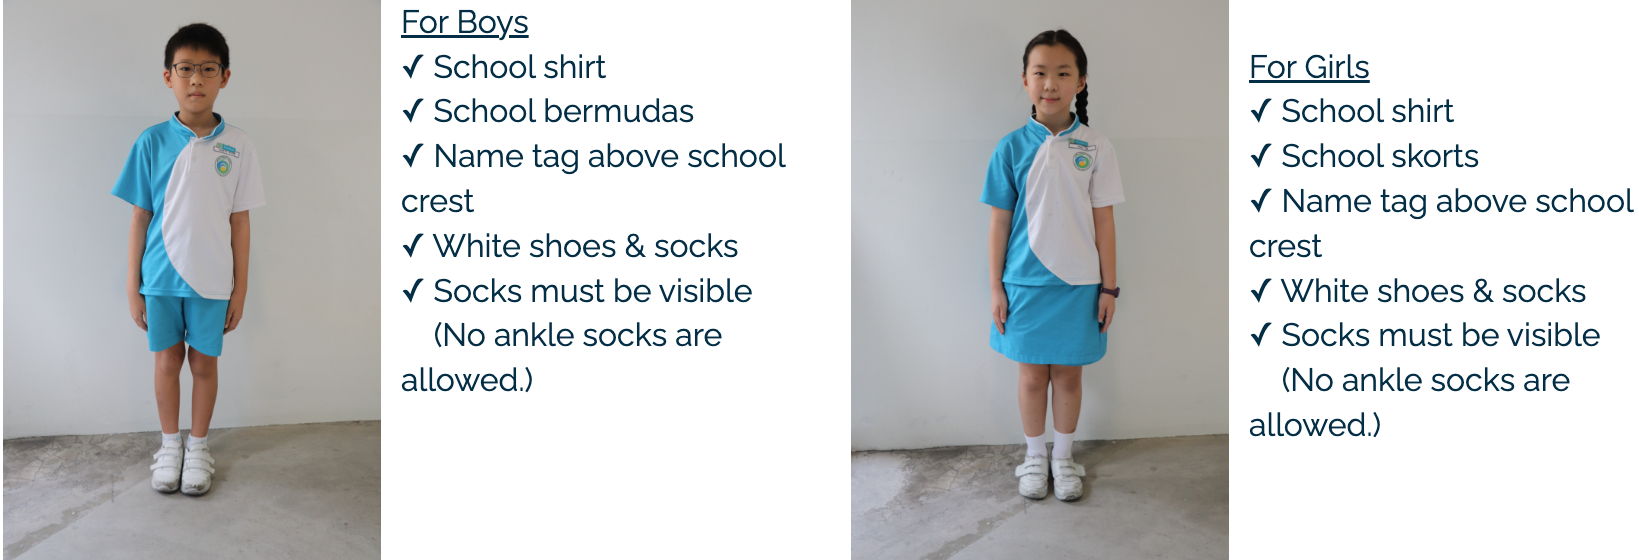 For Boys
✓ School shirt
✓ School bermudas
✓ Name tag above school
crest
✓ White shoes & socks
✓ Socks must be visible
(No ankle socks are
allowed.)
For Girls
✓ School shirt
✓ School skorts
✓ Name tag above school
crest
✓ White shoes & socks
✓ Socks must be visible
(No ankle socks are
allowed.)